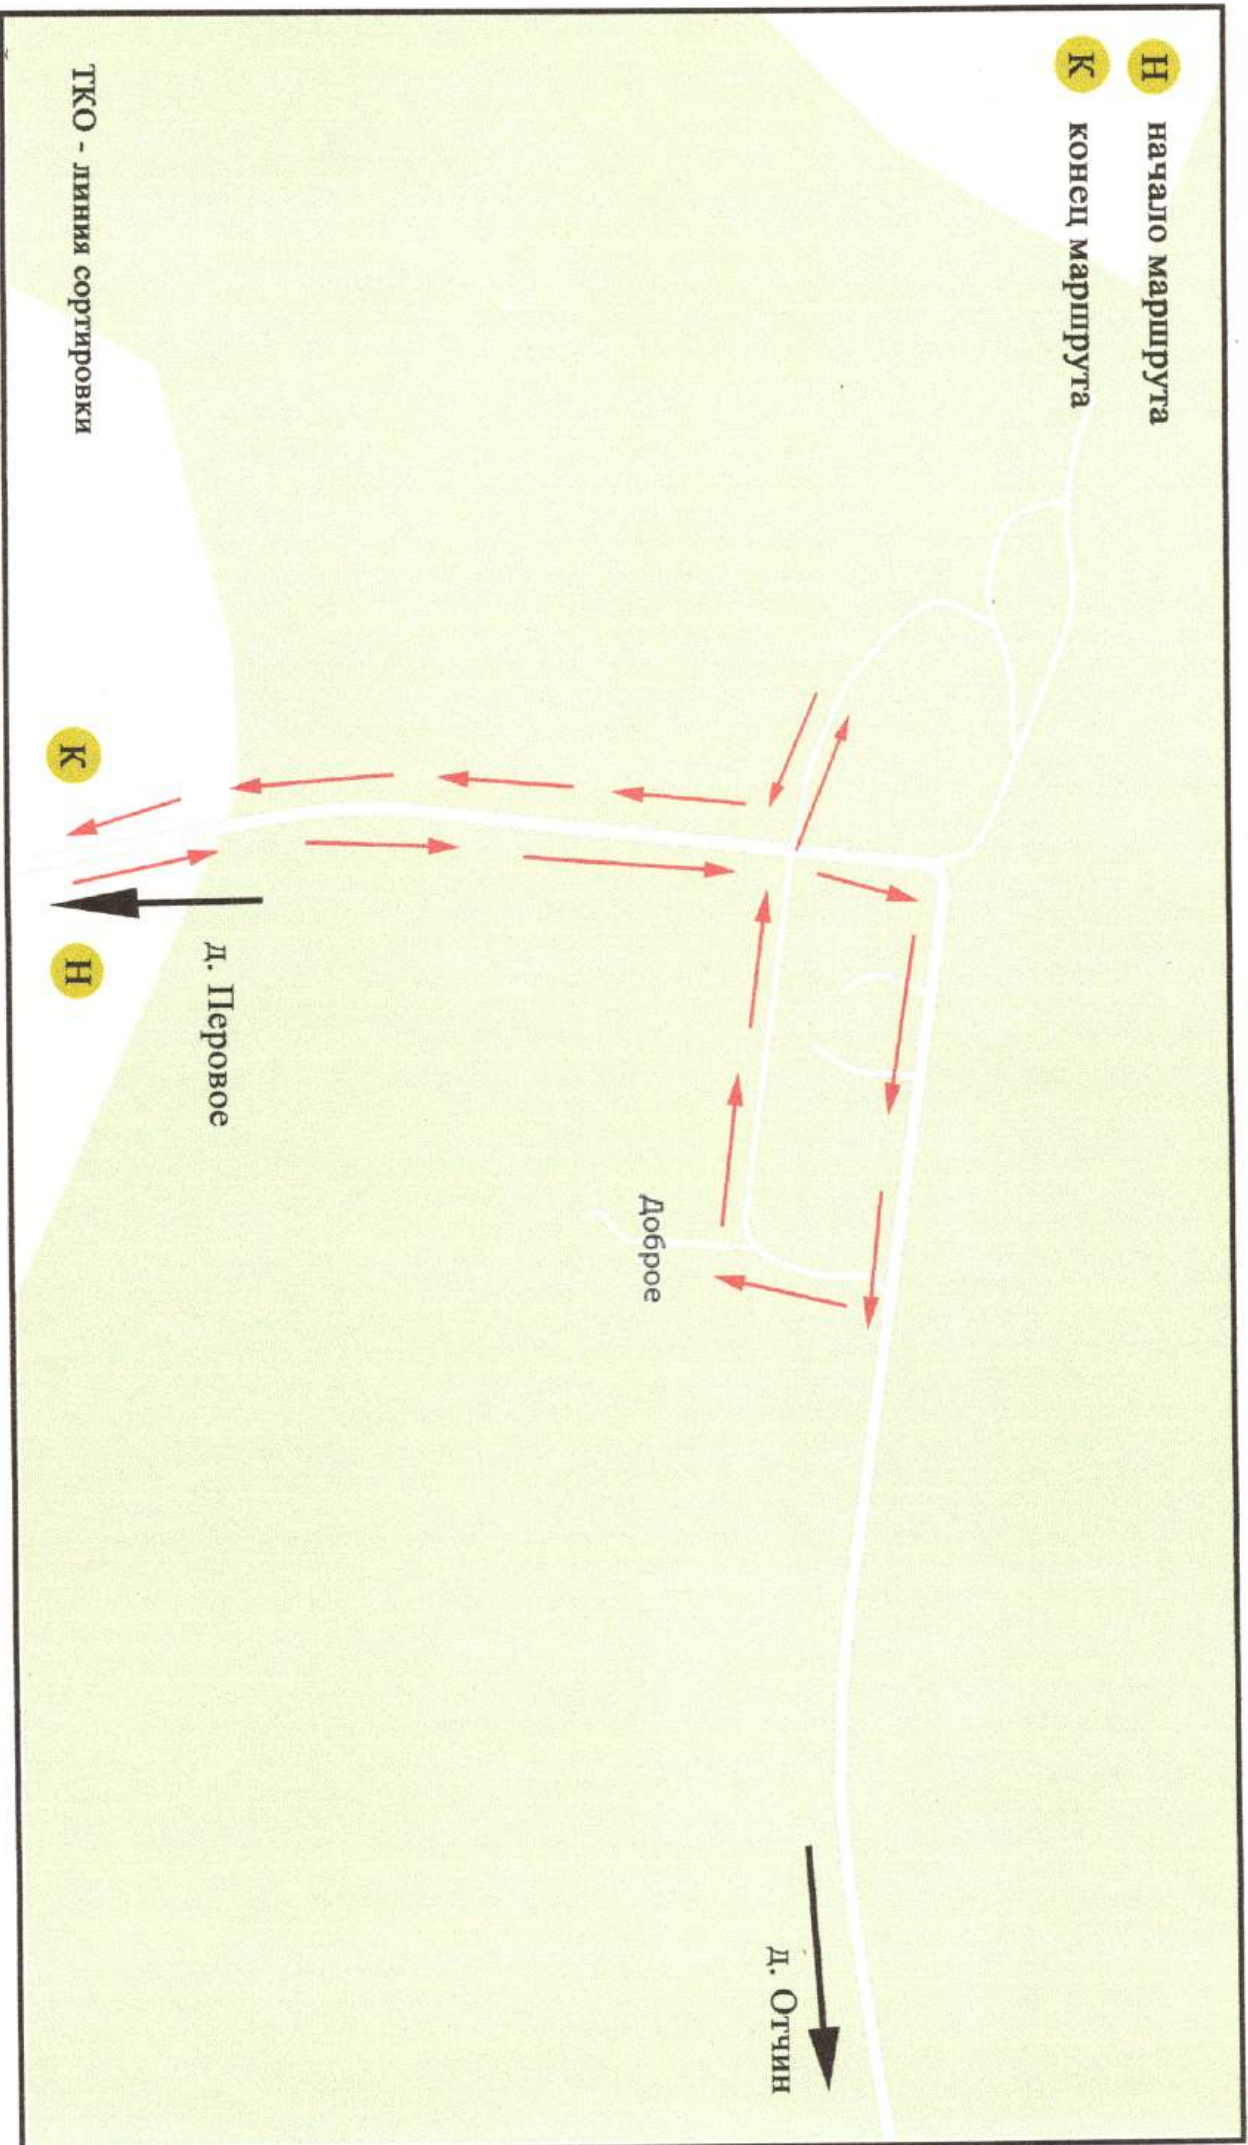 Н начало маршрута
К конец маршрута
Доброе
д. Отчин
д. Перовое
К
Н
ТКО - линия сортировки